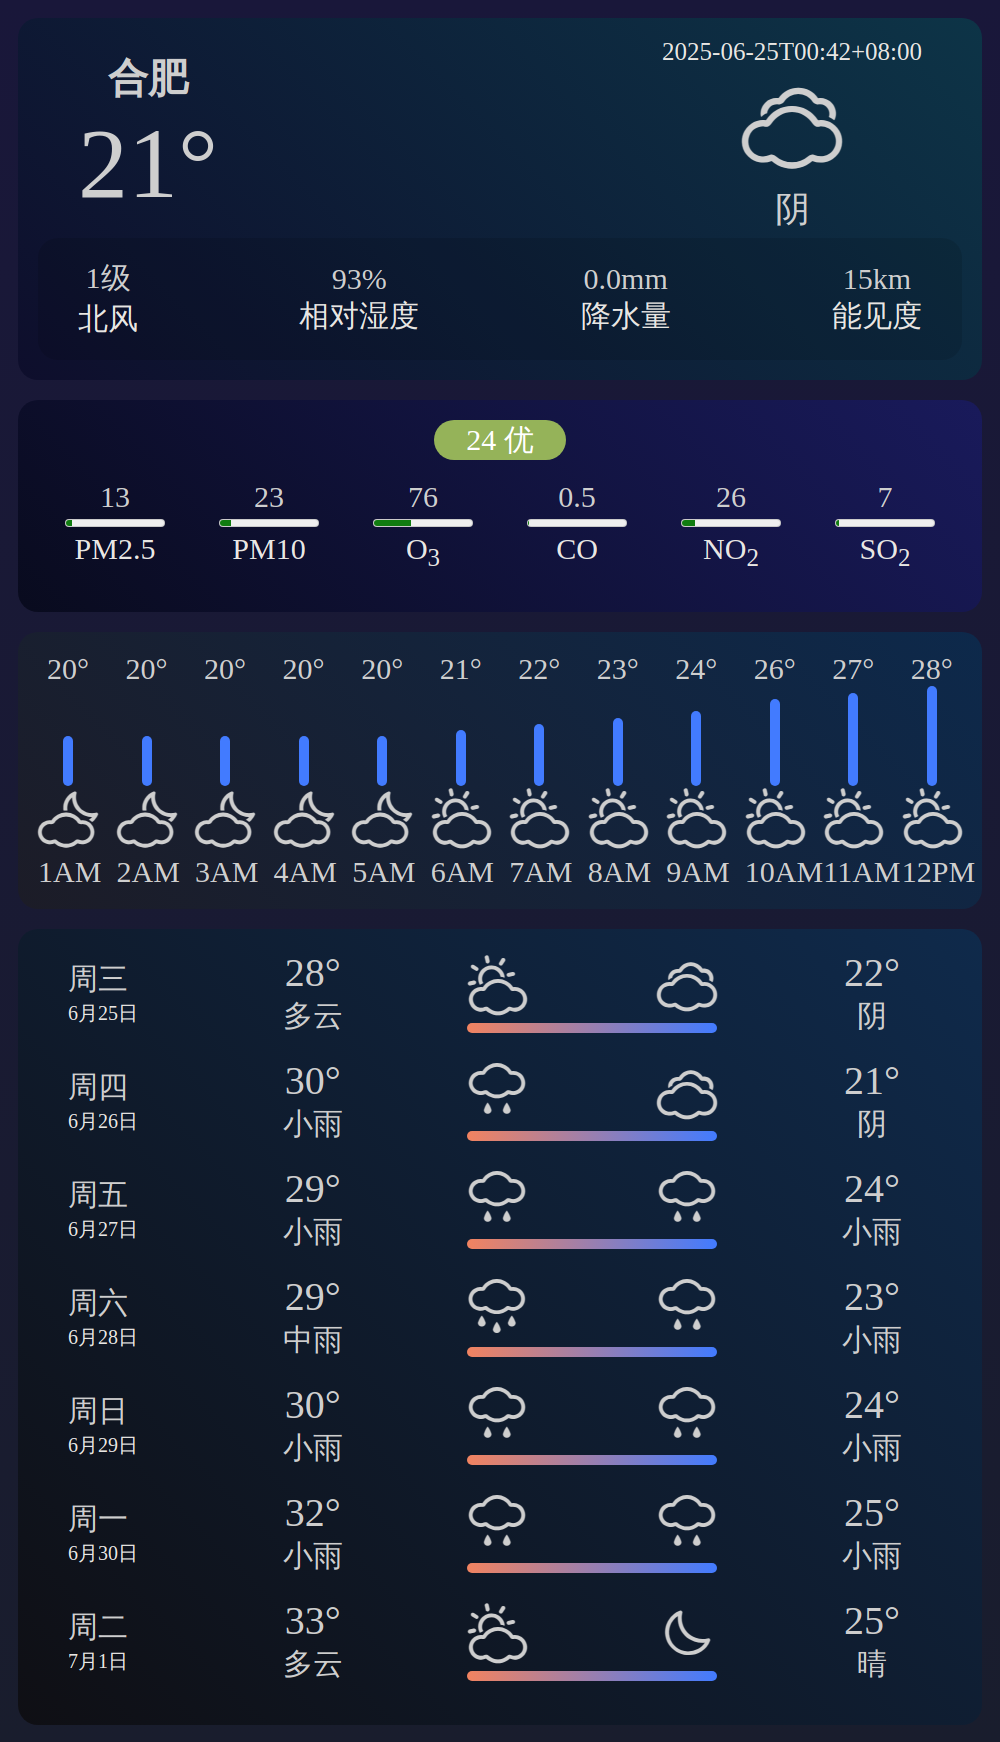 合肥
21°
2025-06-25T00:42+08:00
阴
1级 93% 0.0mm 15km
北风 相对湿度 降水量 能见度
24 优
13 23 76 0.5 26 7
PM2.5 PM10 O3 CO NO2 SO2
20° 20° 20° 20° 20° 21° 22° 23° 24° 26° 27° 28°
1AM 2AM 3AM 4AM 5AM 6AM 7AM 8AM 9AM 10AM 11AM 12PM
周三 28° 22°
6月25日 多云 阴
周四 30° 21°
6月26日 小雨 阴
周五 29° 24°
6月27日 小雨 小雨
周六 29° 23°
6月28日 中雨 小雨
周日 30° 24°
6月29日 小雨 小雨
周一 32° 25°
6月30日 小雨 小雨
周二 33° 25°
7月1日 多云 晴